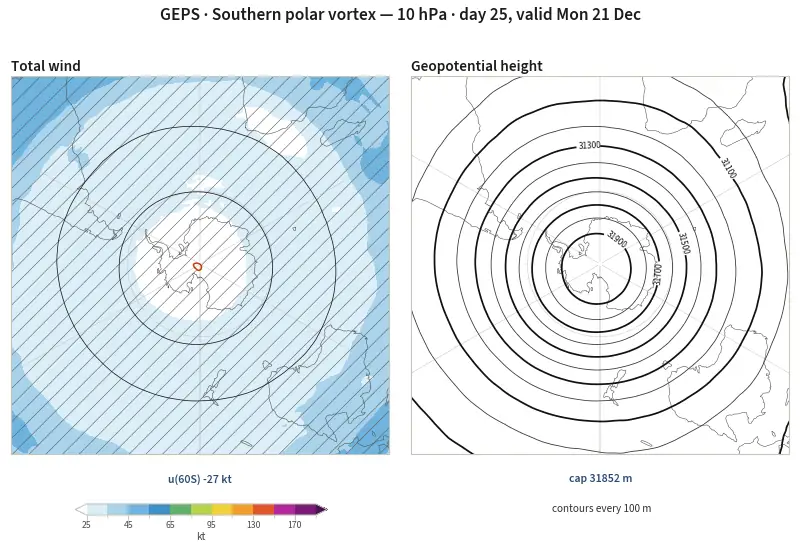 GEPS · Southern polar vortex — 10 hPa · day 25, valid Mon 21 Dec
Total wind
Geopotential height
31300
31100
31900
31500
31700
u(60S) -27 kt
cap 31852 m
contours every 100 m
25 45 65 95 130 170
kt